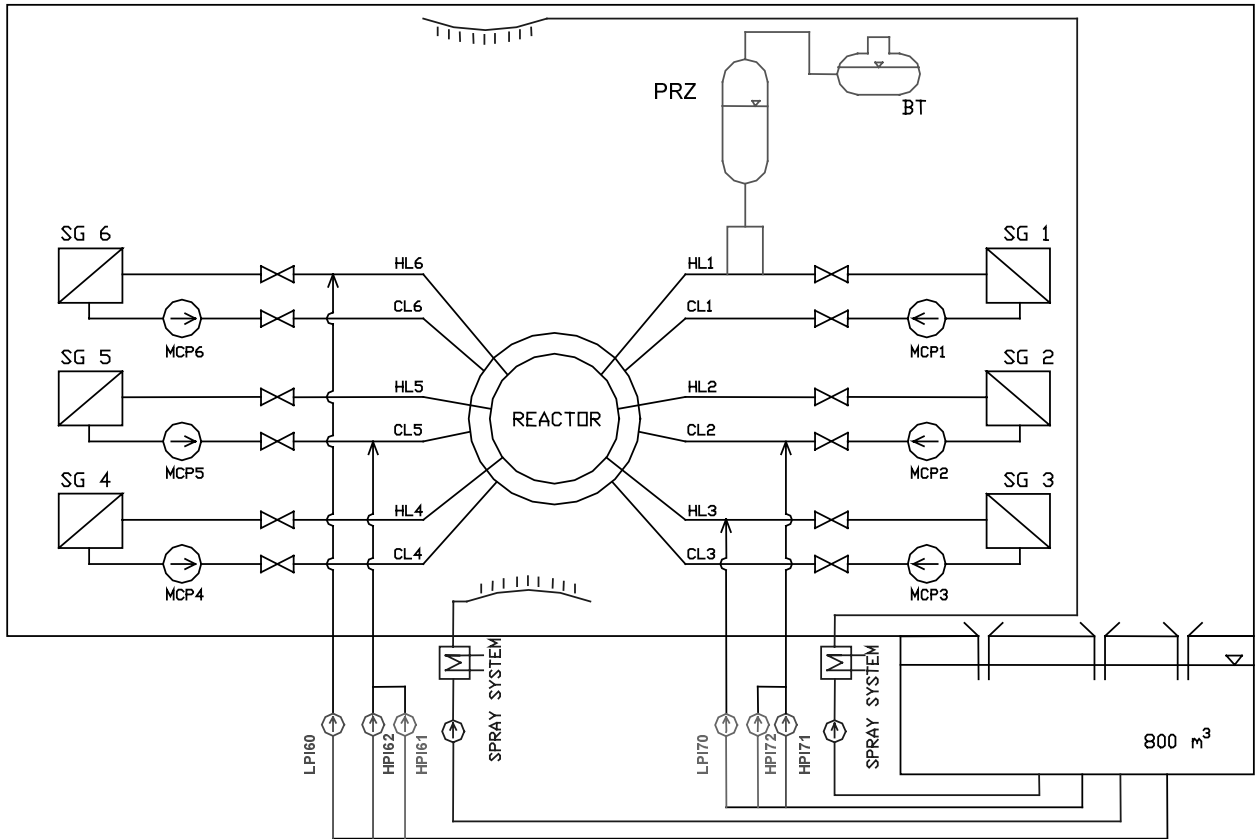 PRZ
BT
SG 6
SG 1
HL6
HL1
CL6
CL1
MCP6
MCP1
SG 5
SG 2
HL5
HL2
REACTOR
CL5
CL2
MCP5
MCP2
SG 4
SG 3
HL4
HL3
CL4
CL3
MCP4
MCP3
LPI60
HPI62
HPI61
SPRAY SYSTEM
LPI70
HPI72
HPI71
SPRAY SYSTEM
800 m³